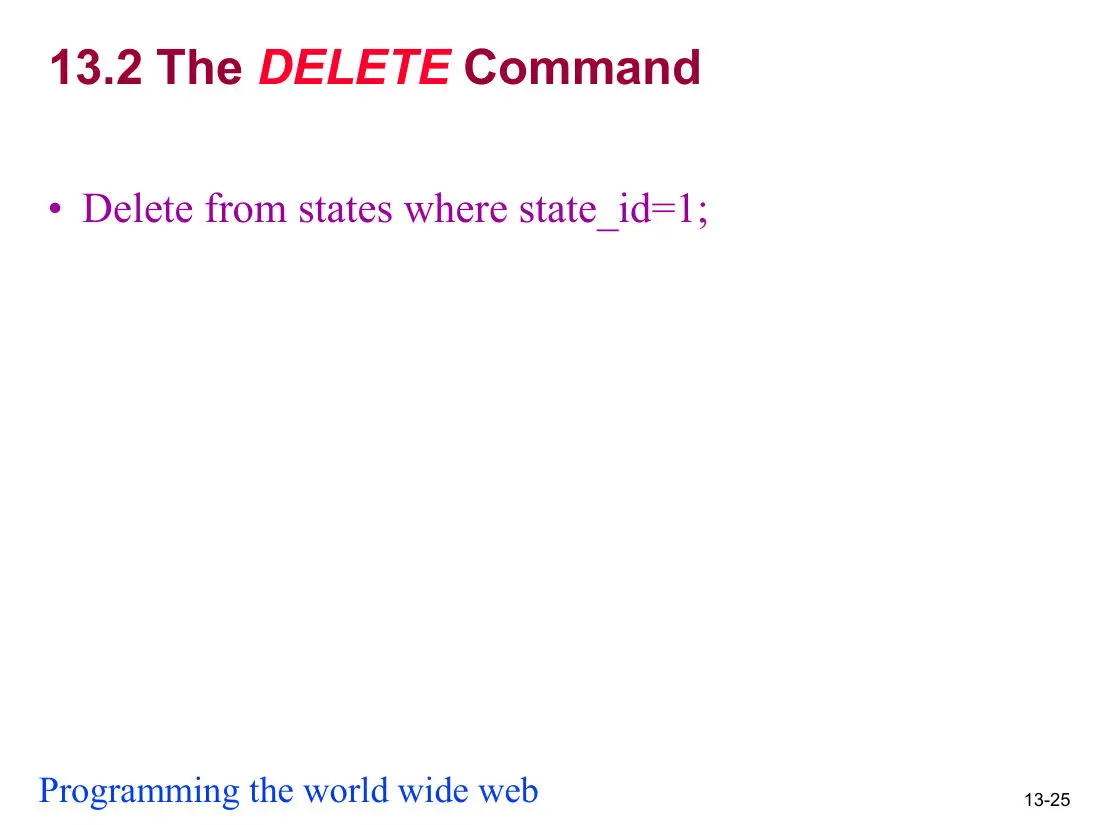 13.2 The DELETE Command
• Delete from states where state_id=1;
Programming the world wide web
13-25